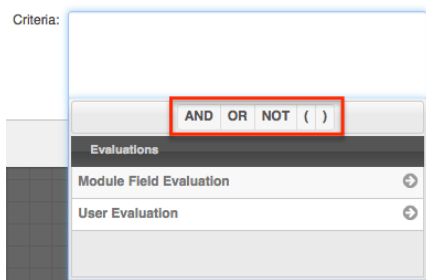 Criteria:
AND OR NOT ( )
Evaluations
Module Field Evaluation
User Evaluation